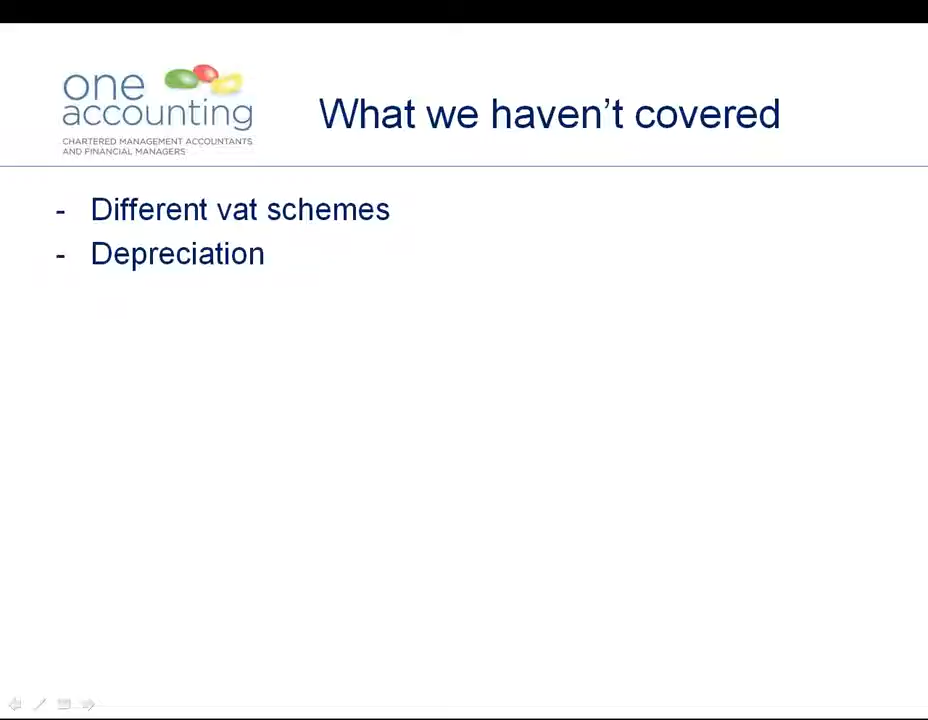 one
accounting
CHARTERED MANAGEMENT ACCOUNTANTS
AND FINANCIAL MANAGERS
What we haven’t covered
- Different vat schemes
- Depreciation